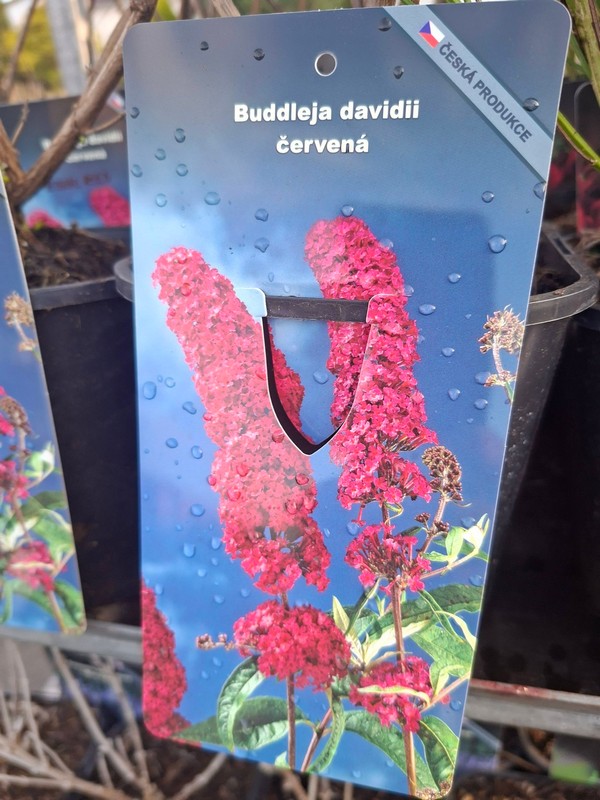 Buddleja davidii
červená
ČESKÁ PRODUKCE